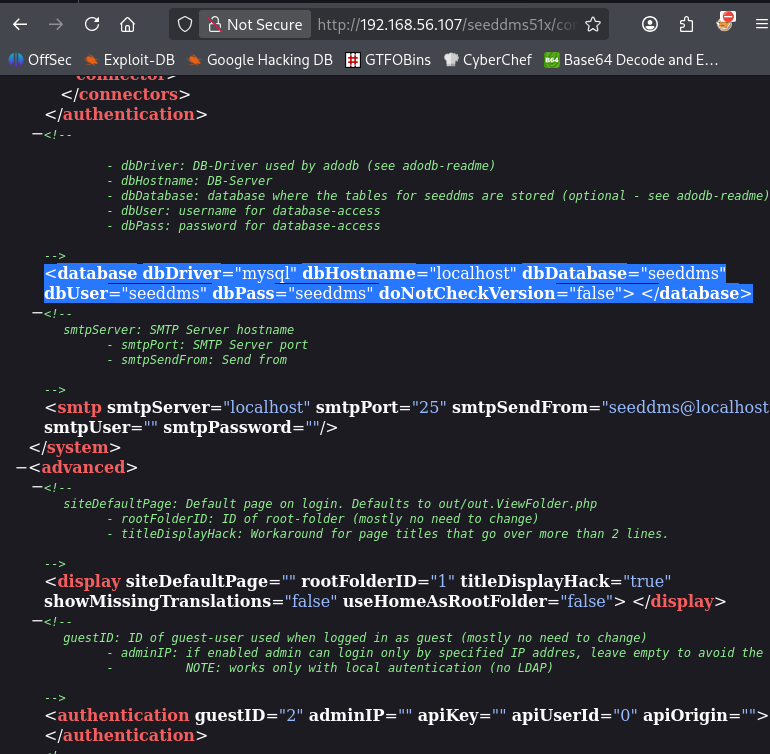 Not Secure http://192.168.56.107/seeddms51x/co
OffSec Exploit-DB Google Hacking DB GTFOBins CyberChef B64 Base64 Decode and E…
connector>
</connectors>
</authentication>
—<!--
- dbDriver: DB-Driver used by adodb (see adodb-readme)
- dbHostname: DB-Server
- dbDatabase: database where the tables for seeddms are stored (optional - see adodb-readme)
- dbUser: username for database-access
- dbPass: password for database-access
-->
<database dbDriver="mysql" dbHostname="localhost" dbDatabase="seeddms"
dbUser="seeddms" dbPass="seeddms" doNotCheckVersion="false"> </database>
—<!--
smtpServer: SMTP Server hostname
- smtpPort: SMTP Server port
- smtpSendFrom: Send from
-->
<smtp smtpServer="localhost" smtpPort="25" smtpSendFrom="seeddms@localhost
smtpUser="" smtpPassword=""/>
</system>
—<advanced>
—<!--
siteDefaultPage: Default page on login. Defaults to out/out.ViewFolder.php
- rootFolderID: ID of root-folder (mostly no need to change)
- titleDisplayHack: Workaround for page titles that go over more than 2 lines.
-->
<display siteDefaultPage="" rootFolderID="1" titleDisplayHack="true"
showMissingTranslations="false" useHomeAsRootFolder="false"> </display>
—<!--
guestID: ID of guest-user used when logged in as guest (mostly no need to change)
- adminIP: if enabled admin can login only by specified IP addres, leave empty to avoid the
- NOTE: works only with local autentication (no LDAP)
-->
<authentication guestID="2" adminIP="" apiKey="" apiUserId="0" apiOrigin="">
</authentication>